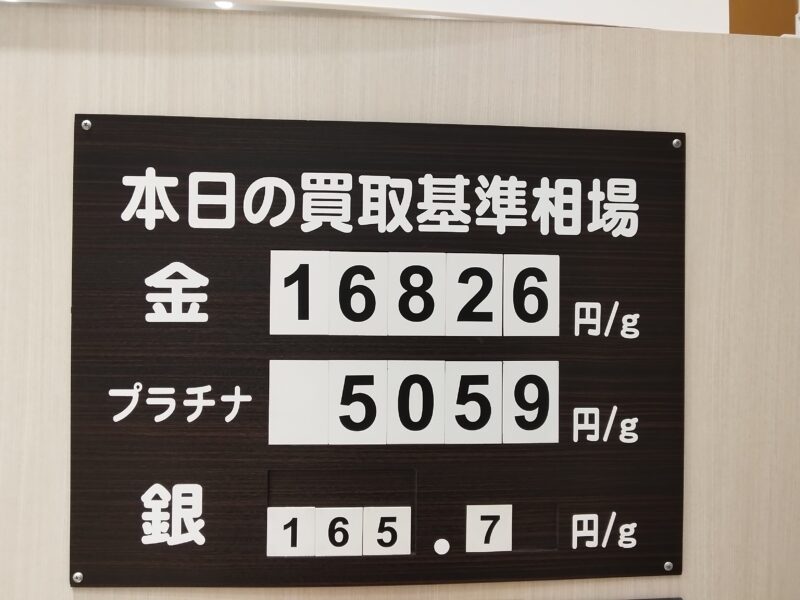 本日の買取基準相場
金 16826 円/g
プラチナ 5059 円/g
銀 165.7 円/g